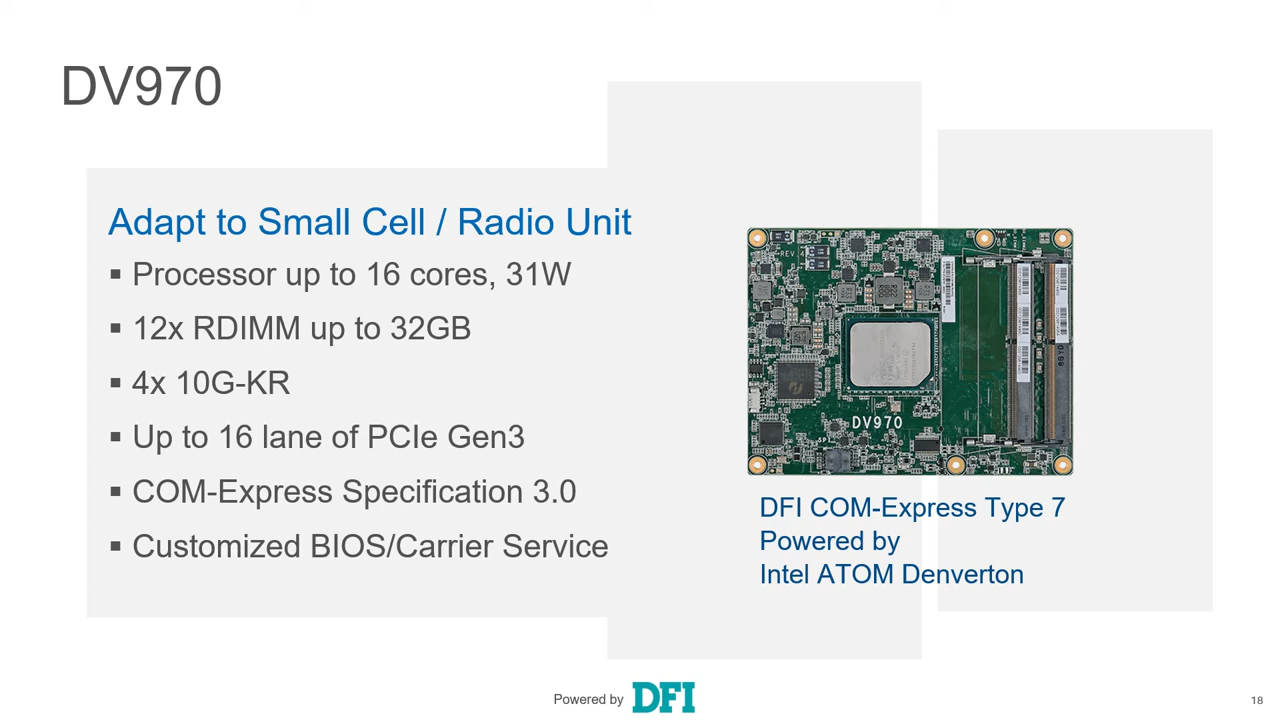 DV970
Adapt to Small Cell / Radio Unit
▪ Processor up to 16 cores, 31W
▪ 12x RDIMM up to 32GB
▪ 4x 10G-KR
▪ Up to 16 lane of PCIe Gen3
▪ COM-Express Specification 3.0
▪ Customized BIOS/Carrier Service
REV
DV970
DFI COM-Express Type 7
Powered by
Intel ATOM Denverton
Powered by DFI
18